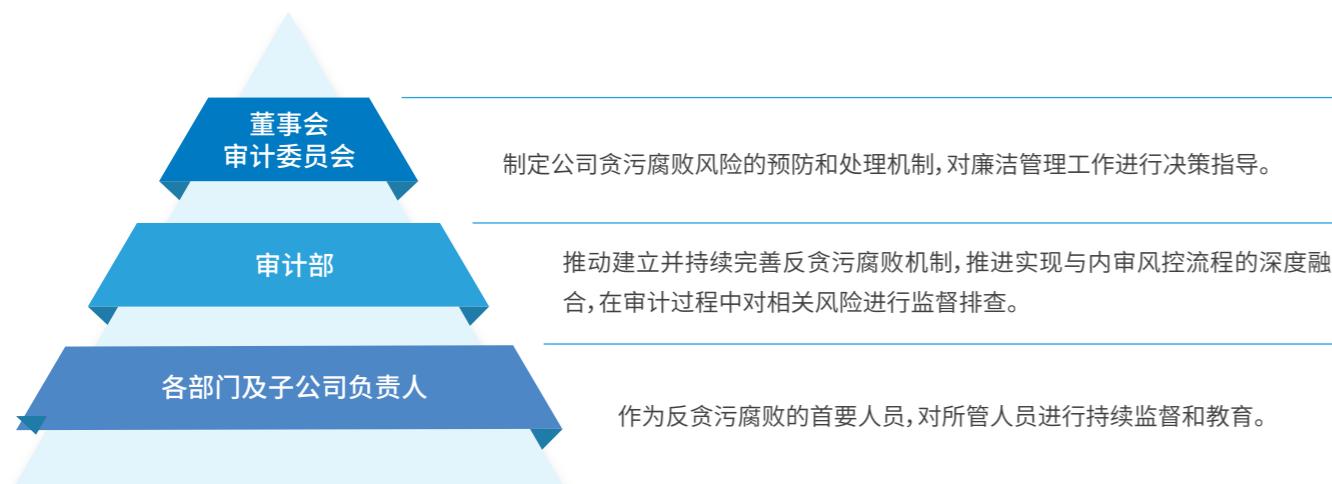 董事会
审计委员会
制定公司贪污腐败风险的预防和处理机制，对廉洁管理工作进行决策指导。
审计部
推动建立并持续完善反贪污腐败机制，推进实现与内审风控流程的深度融
合，在审计过程中对相关风险进行监督排查。
各部门及子公司负责人
作为反贪污腐败的首要人员，对所管人员进行持续监督和教育。